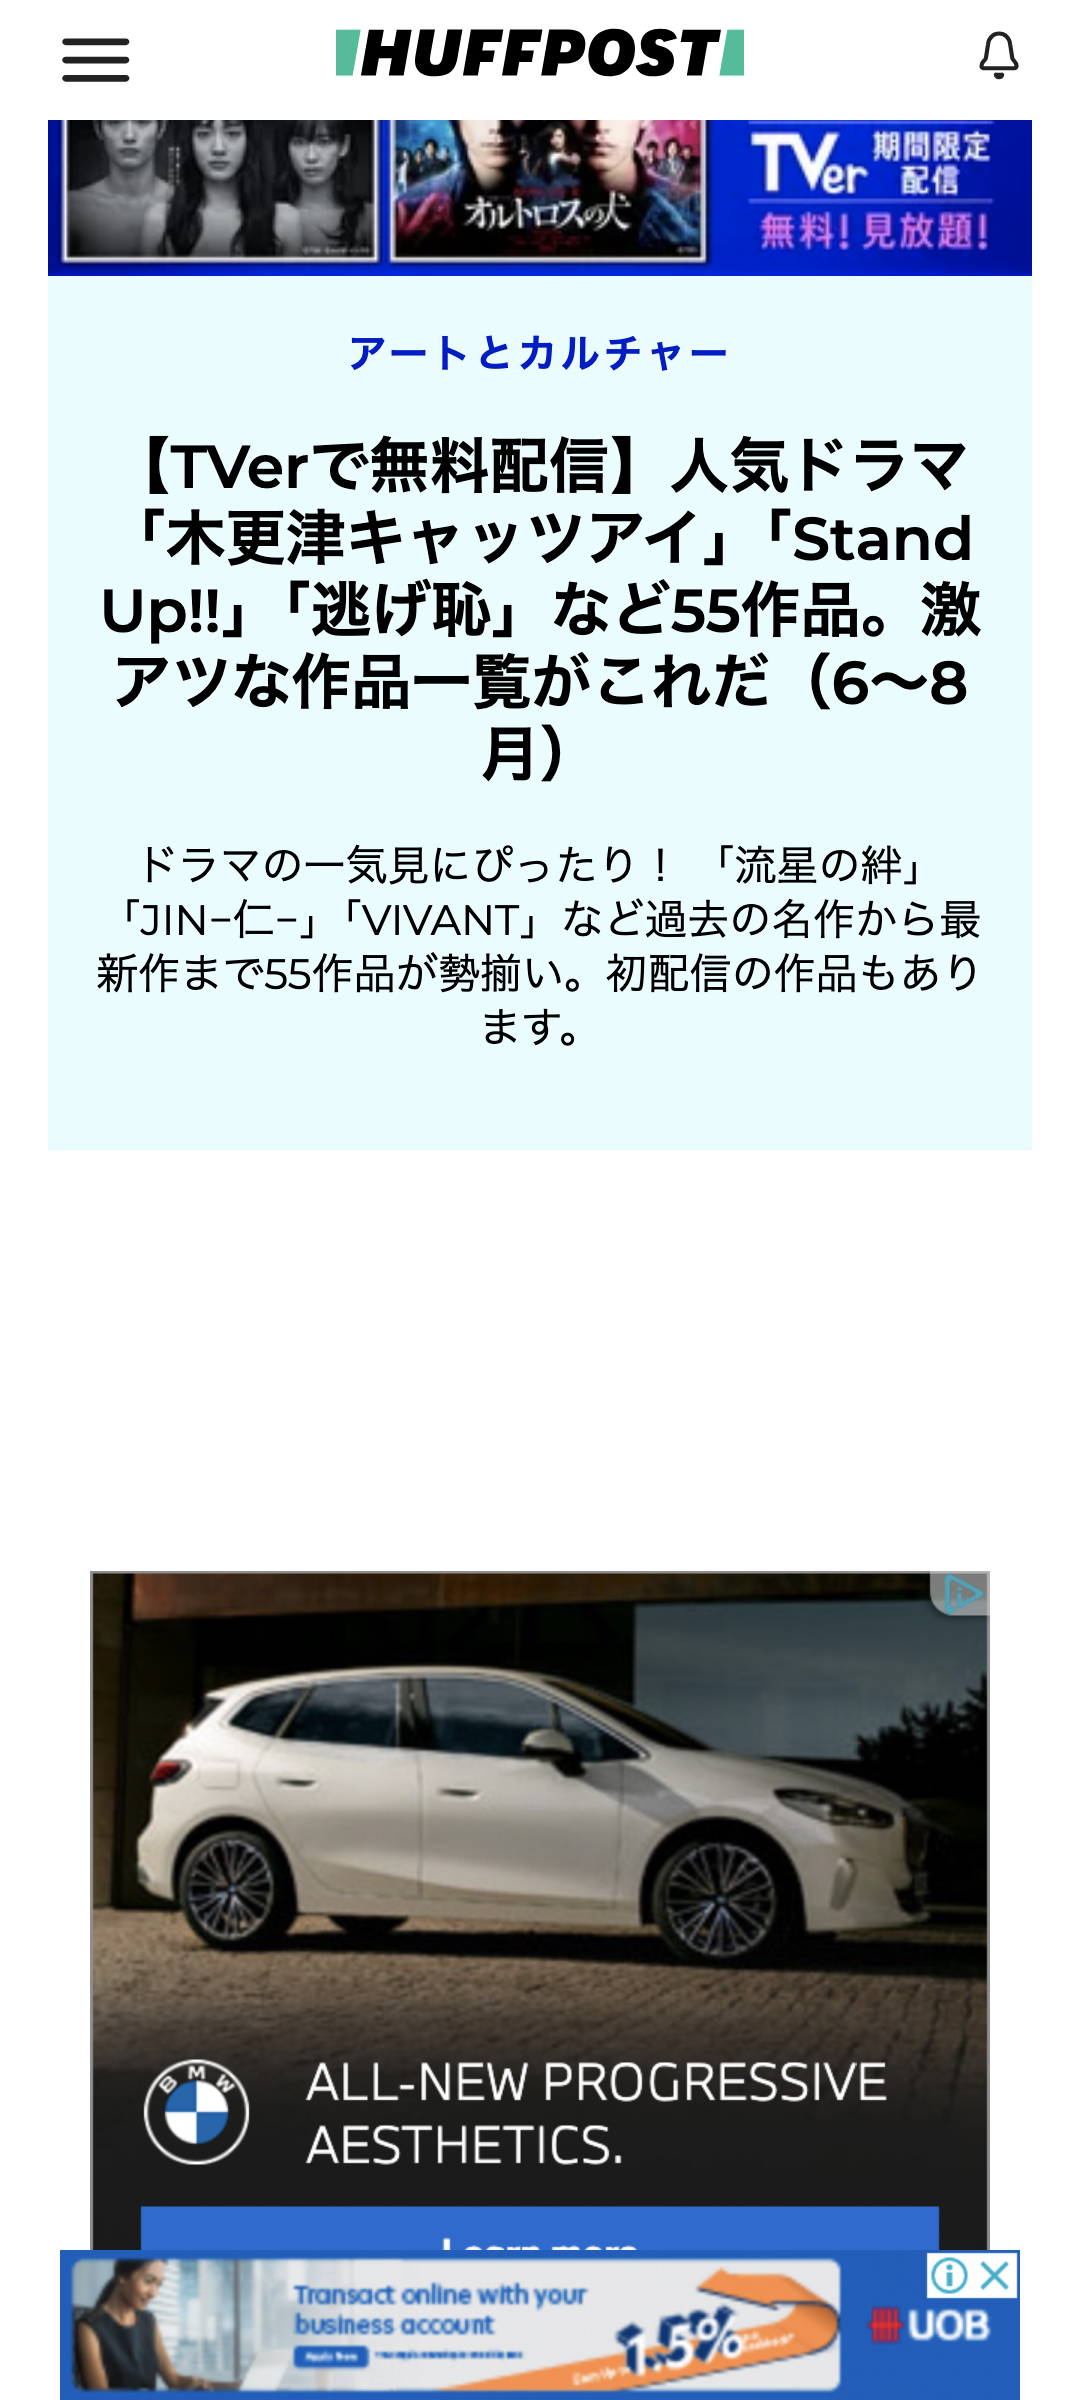 HUFFPOST
オルトロスの犬
TVer 期間限定
配信
無料！見放題！
アートとカルチャー
【TVerで無料配信】人気ドラマ
「木更津キャッツアイ」「Stand
Up!!」「逃げ恥」など55作品。激
アツな作品一覧がこれだ（6〜8
月）
ドラマの一気見にぴったり！ 「流星の絆」
「JIN−仁−」「VIVANT」など過去の名作から最
新作まで55作品が勢揃い。初配信の作品もあり
ます。
BMW
ALL-NEW PROGRESSIVE
AESTHETICS.
Learn more
Transact online with your
business account
Apply Now
1.5%
UOB